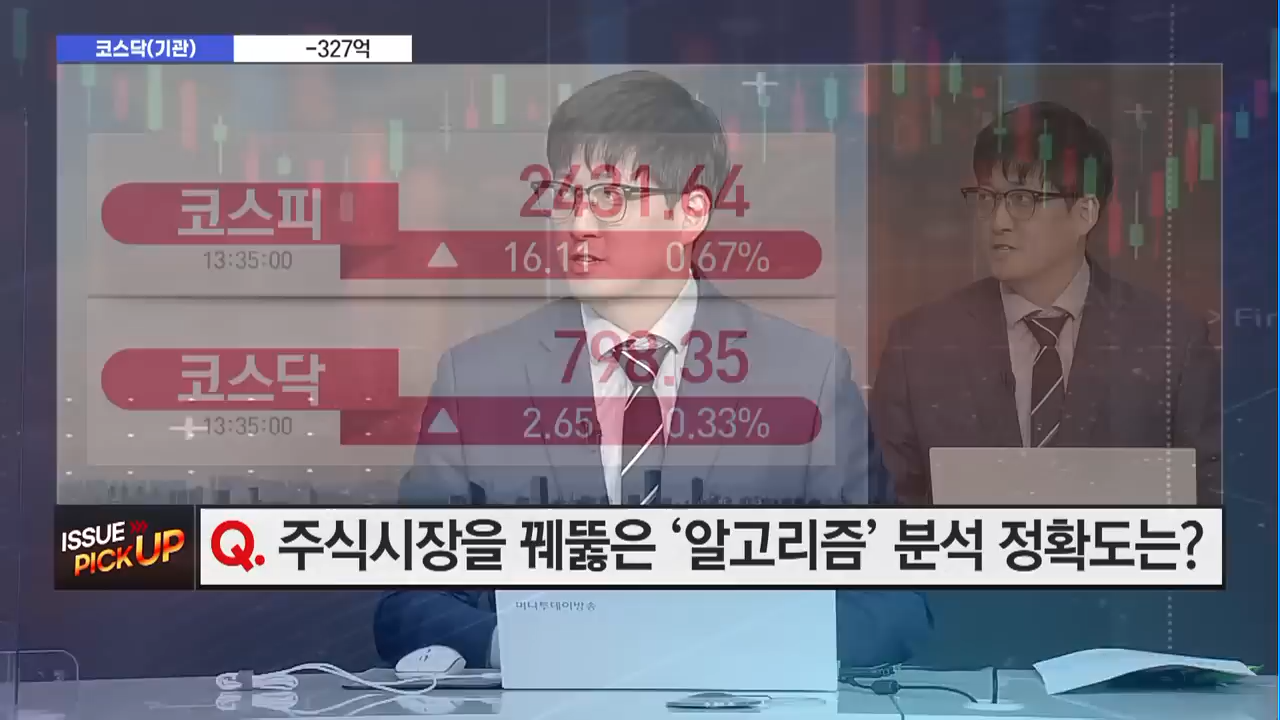 코스닥(기관) -327억
코스피
2431.64
13:35:00
▲ 16.11 0.67%
코스닥
798.35
13:35:00
▲ 2.65 0.33%
> Fin
ISSUE
PICK UP
Q. 주식시장을 꿰뚫은 ‘알고리즘’ 분석 정확도는?
머니투데이방송